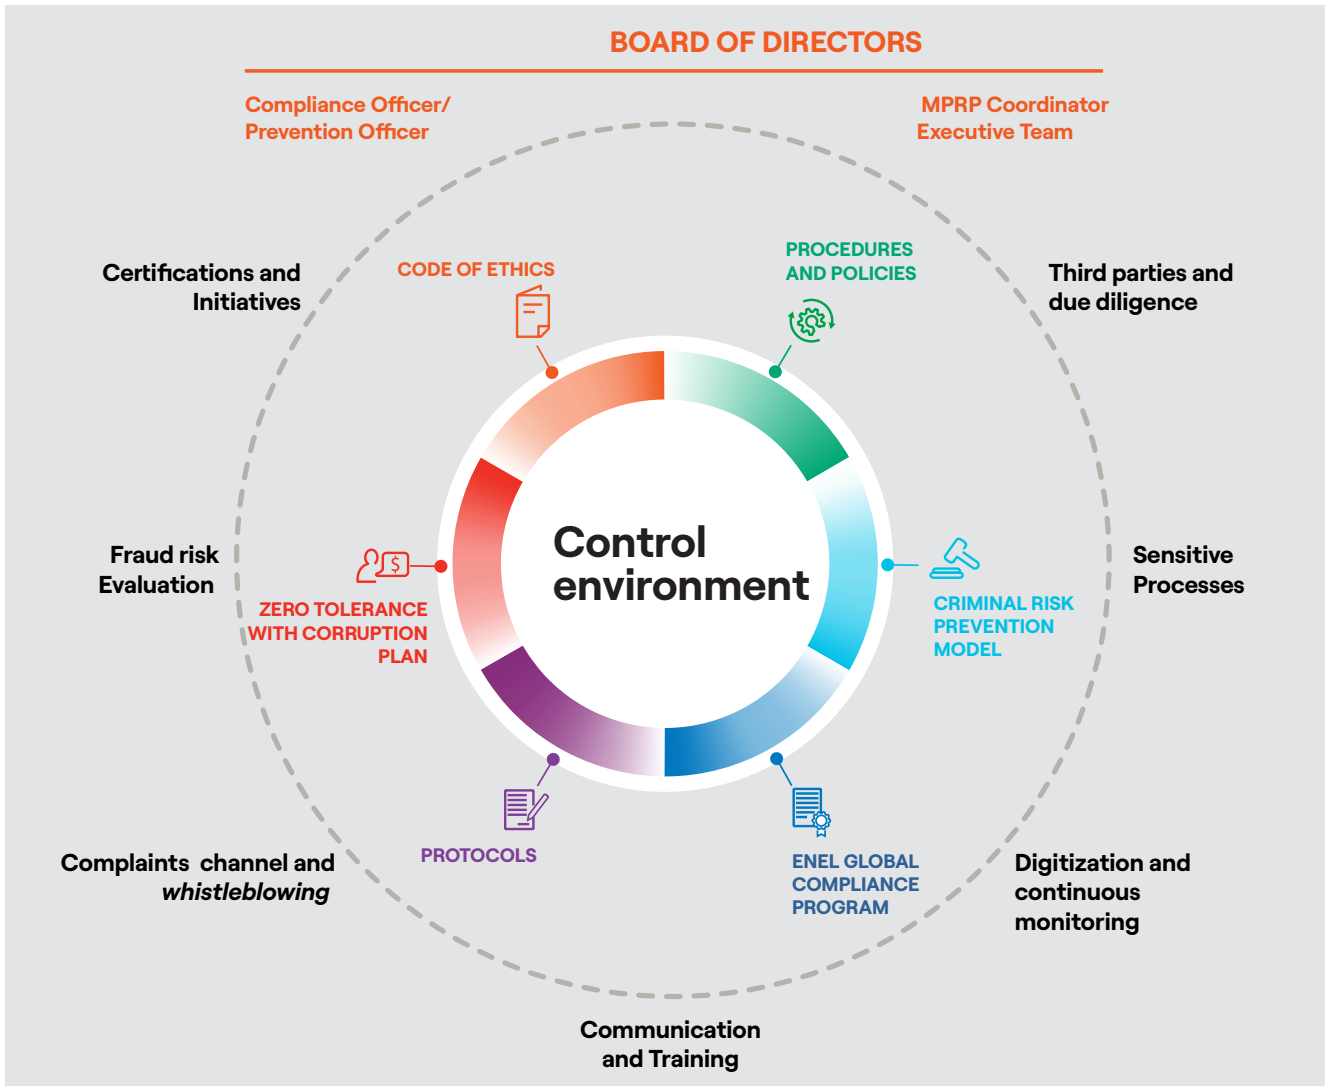 BOARD OF DIRECTORS
Compliance Officer/
Prevention Officer
MPRP Coordinator
Executive Team
Certifications and
Initiatives
CODE OF ETHICS
PROCEDURES
AND POLICIES
Third parties and
due diligence
Control
environment
Fraud risk
Evaluation
$
ZERO TOLERANCE
WITH CORRUPTION
PLAN
CRIMINAL RISK
PREVENTION
MODEL
Sensitive
Processes
PROTOCOLS
ENEL GLOBAL
COMPLIANCE
PROGRAM
Complaints channel and
whistleblowing
Digitization and
continuous
monitoring
Communication
and Training